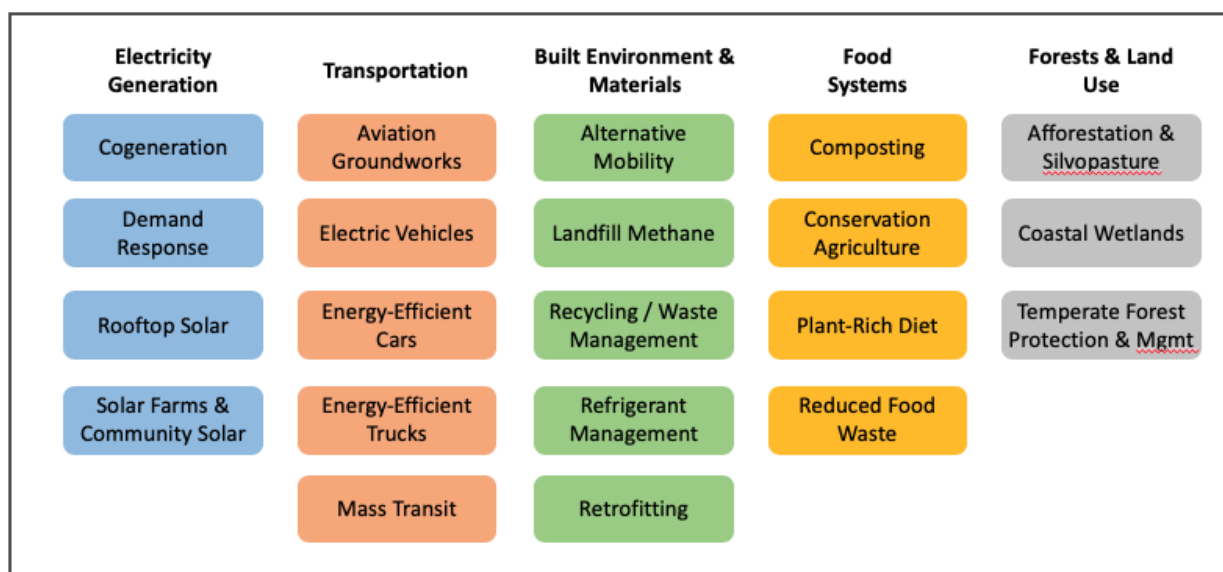 Electricity
Generation
Transportation
Built Environment &
Materials
Food
Systems
Forests & Land
Use
Cogeneration
Aviation
Groundworks
Alternative
Mobility
Composting
Afforestation &
Silvopasture
Demand
Response
Electric Vehicles
Landfill Methane
Conservation
Agriculture
Coastal Wetlands
Rooftop Solar
Energy-Efficient
Cars
Recycling / Waste
Management
Plant-Rich Diet
Temperate Forest
Protection & Mgmt
Solar Farms &
Community Solar
Energy-Efficient
Trucks
Refrigerant
Management
Reduced Food
Waste
Mass Transit
Retrofitting